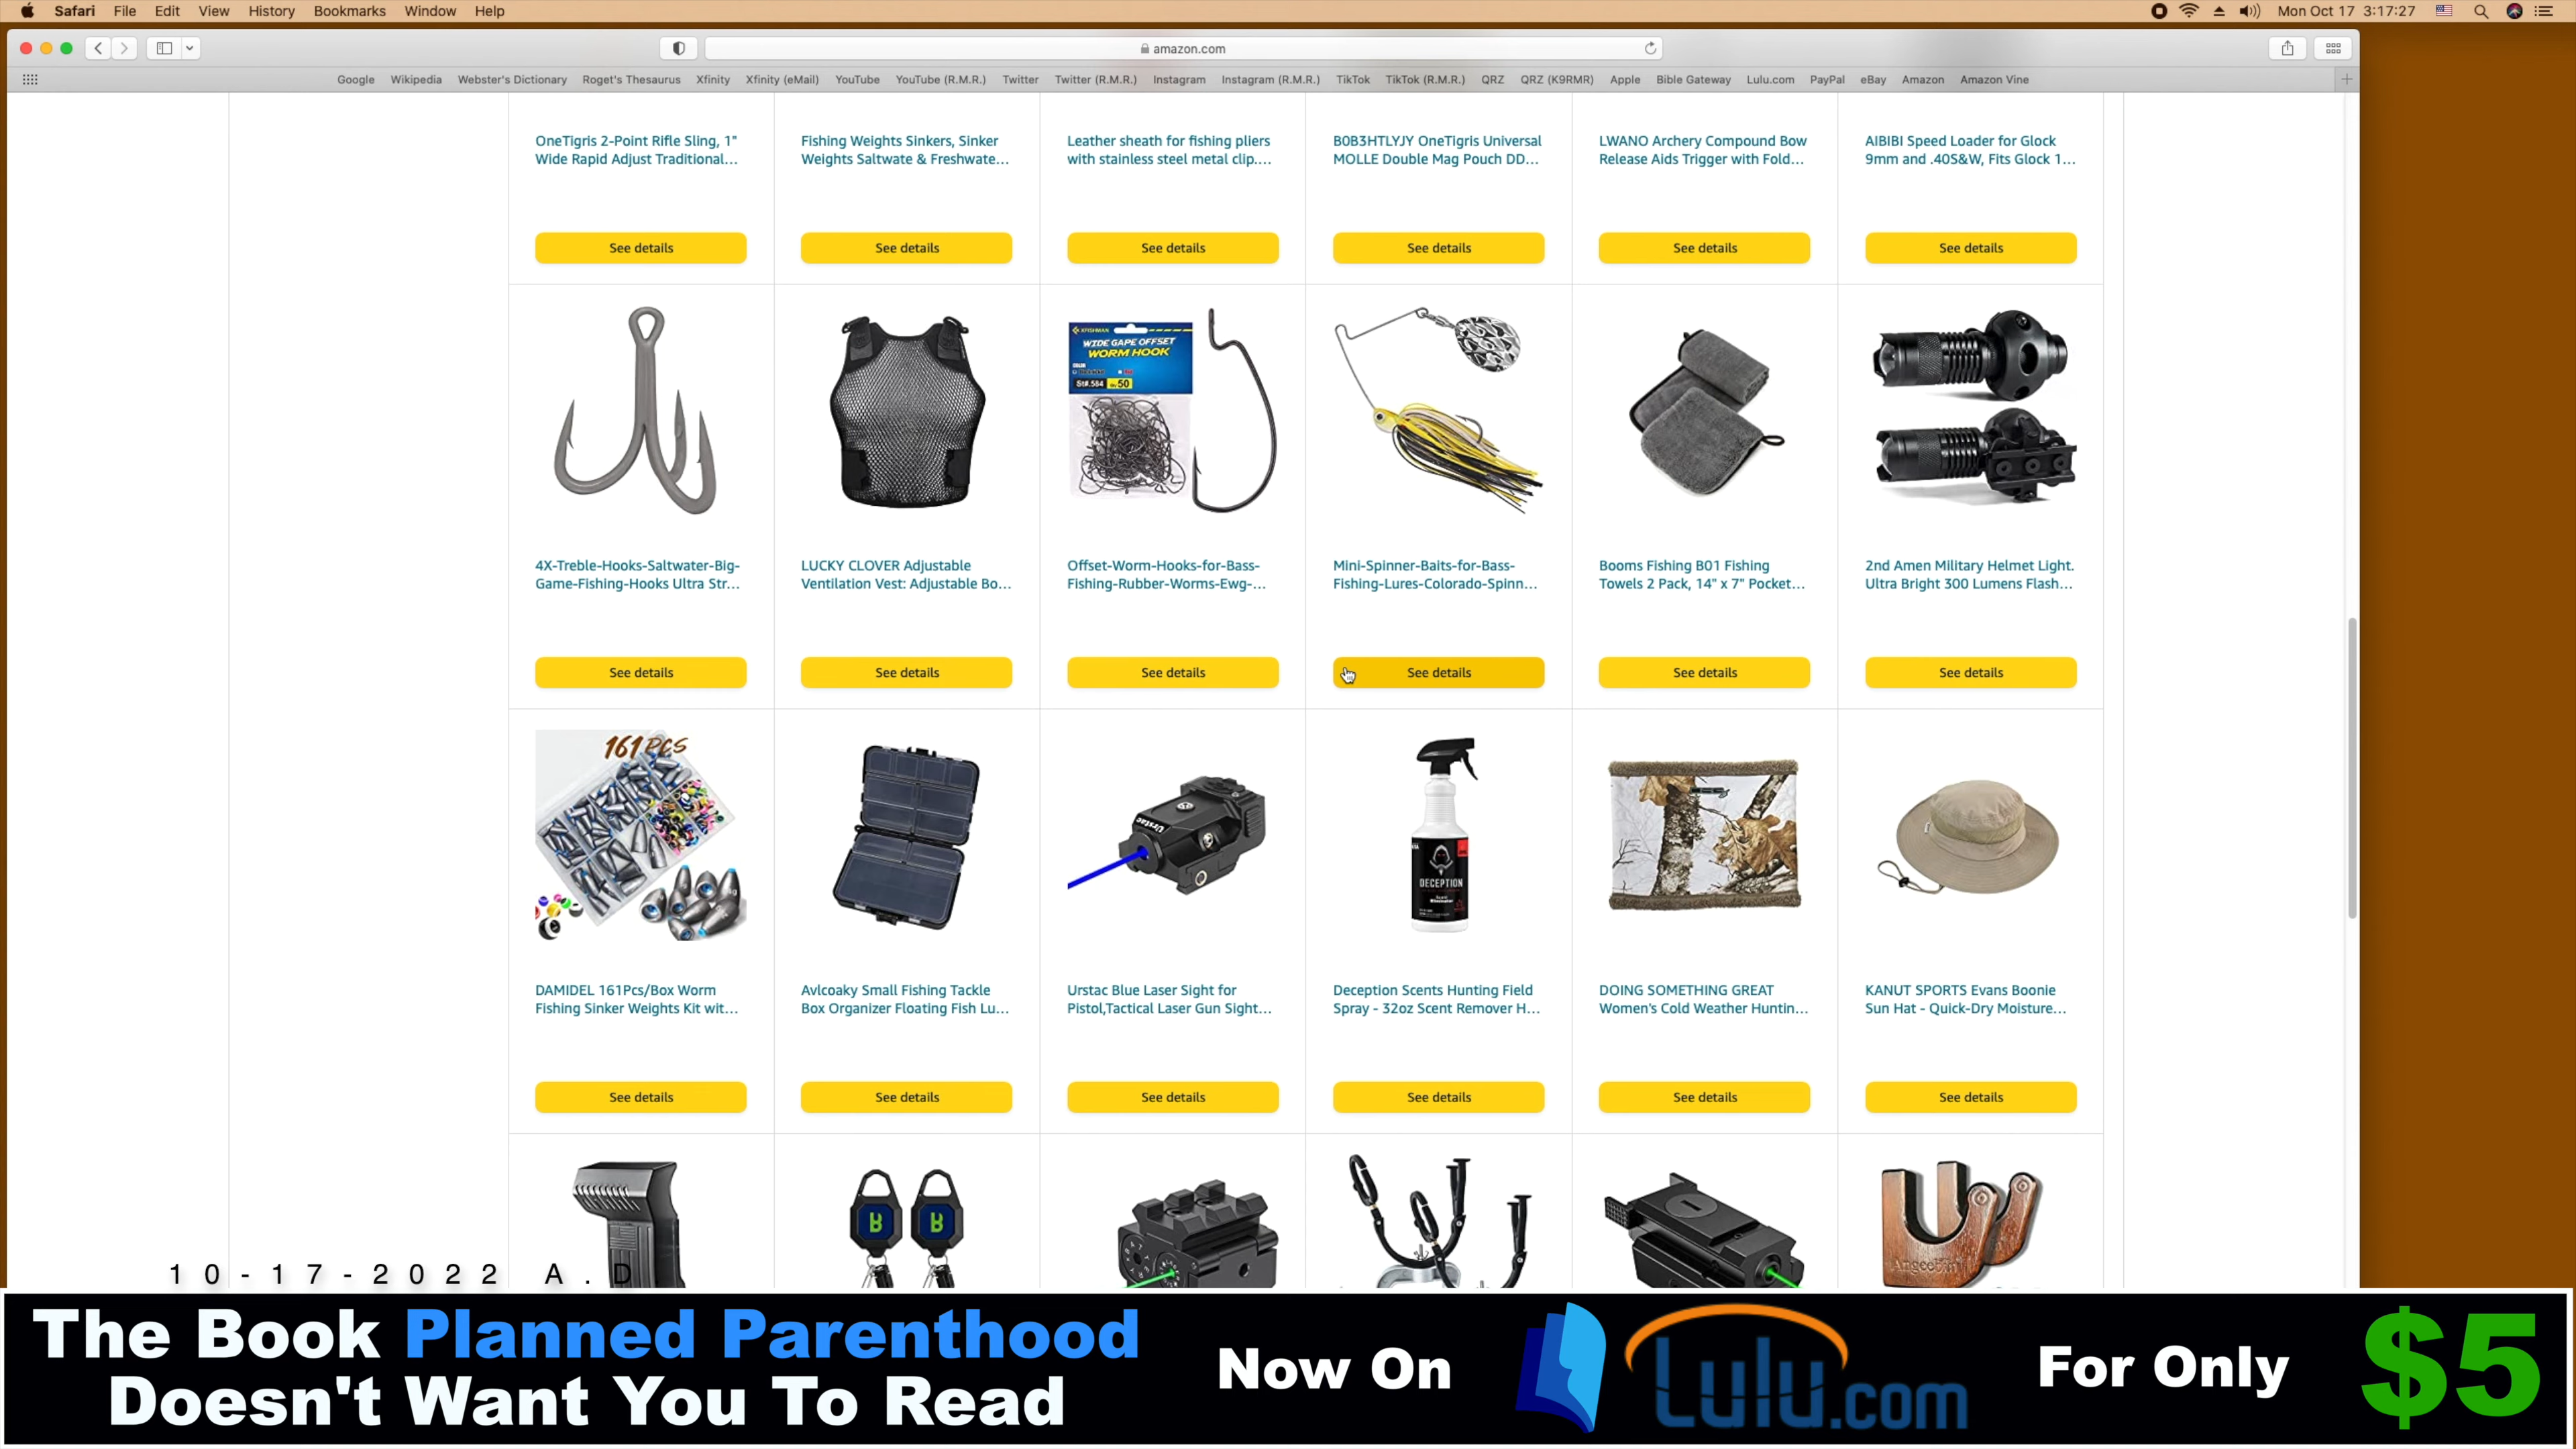 Safari File Edit View History Bookmarks Window Help Mon Oct 17 3:17:27
amazon.com
Google Wikipedia Webster's Dictionary Roget's Thesaurus Xfinity Xfinity (eMail) YouTube YouTube (R.M.R.) Twitter Twitter (R.M.R.) Instagram Instagram (R.M.R.) TikTok TikTok (R.M.R.) QRZ QRZ (K9RMR) Apple Bible Gateway Lulu.com PayPal eBay Amazon Amazon Vine
OneTigris 2-Point Rifle Sling, 1"
Wide Rapid Adjust Traditional...
Fishing Weights Sinkers, Sinker
Weights Saltwate & Freshwate...
Leather sheath for fishing pliers
with stainless steel metal clip....
B0B3HTLYJY OneTigris Universal
MOLLE Double Mag Pouch DD...
LWANO Archery Compound Bow
Release Aids Trigger with Fold...
AIBIBI Speed Loader for Glock
9mm and .40S&W, Fits Glock 1...
See details See details See details See details See details See details
XFISHMAN
WIDE GAPE OFFSET
WORM HOOK
St#.584 50
4X-Treble-Hooks-Saltwater-Big-
Game-Fishing-Hooks Ultra Str...
LUCKY CLOVER Adjustable
Ventilation Vest: Adjustable Bo...
Offset-Worm-Hooks-for-Bass-
Fishing-Rubber-Worms-Ewg-...
Mini-Spinner-Baits-for-Bass-
Fishing-Lures-Colorado-Spinn...
Booms Fishing B01 Fishing
Towels 2 Pack, 14" x 7" Pocket...
2nd Amen Military Helmet Light.
Ultra Bright 300 Lumens Flash...
See details See details See details See details See details See details
161 PCS
Urstac
DECEPTION
DAMIDEL 161Pcs/Box Worm
Fishing Sinker Weights Kit wit...
Avlcoaky Small Fishing Tackle
Box Organizer Floating Fish Lu...
Urstac Blue Laser Sight for
Pistol,Tactical Laser Gun Sight...
Deception Scents Hunting Field
Spray - 32oz Scent Remover H...
DOING SOMETHING GREAT
Women's Cold Weather Huntin...
KANUT SPORTS Evans Boonie
Sun Hat - Quick-Dry Moisture...
See details See details See details See details See details See details
10-17-2022 A.D
The Book Planned Parenthood
Doesn't Want You To Read
Now On
Lulu.com
For Only
$5